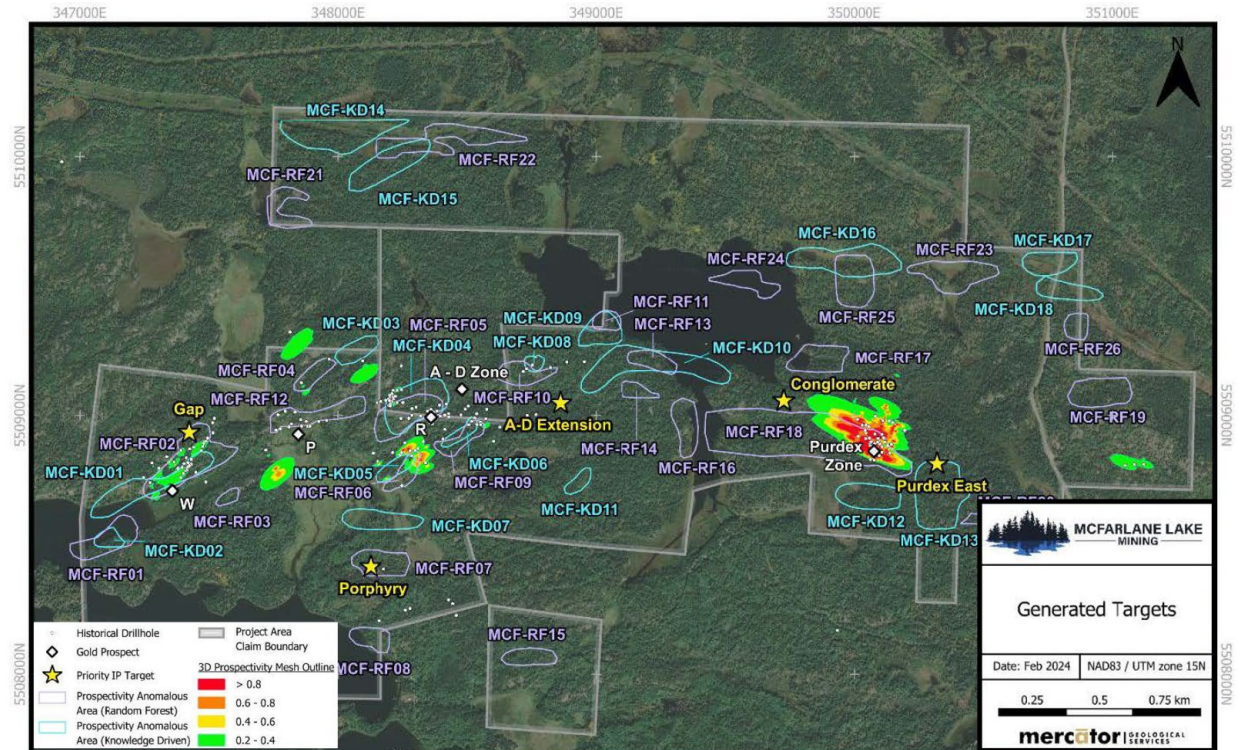 347000E
348000E
349000E
350000E
351000E
N
5510000N
5510000N
5509000N
5509000N
5508000N
5508000N
MCF-KD14
MCF-RF22
MCF-RF21
MCF-KD15
MCF-KD16
MCF-RF23
MCF-KD17
MCF-RF24
MCF-KD18
MCF-RF11
MCF-RF13
MCF-RF25
MCF-RF26
MCF-KD09
MCF-KD03
MCF-RF05
MCF-KD04
MCF-KD08
MCF-KD10
MCF-RF17
MCF-RF04
A - D Zone
MCF-RF12
MCF-RF10
Conglomerate
MCF-RF19
Gap
A-D Extension
R
P
MCF-RF02
MCF-RF14
MCF-RF18
Purdex
Zone
MCF-KD01
MCF-KD05
MCF-KD06
MCF-RF16
Purdex East
MCF-RF06
MCF-RF09
W
MCF-RF03
MCF-KD11
MCF-KD12
MCF-KD07
MCF-KD02
MCF-KD13
MCF-RF01
MCF-RF07
Porphyry
MCF-RF15
MCF-RF08
Historical Drillhole
Gold Prospect
Priority IP Target
Prospectivity Anomalous
Area (Random Forest)
Prospectivity Anomalous
Area (Knowledge Driven)
Project Area
Claim Boundary
3D Prospectivity Mesh Outline
> 0.8
0.6 - 0.8
0.4 - 0.6
0.2 - 0.4
MCFARLANE LAKE
MINING
Generated Targets
Date: Feb 2024
NAD83 / UTM zone 15N
0.25 0.5 0.75 km
mercator GEOLOGICAL
SERVICES